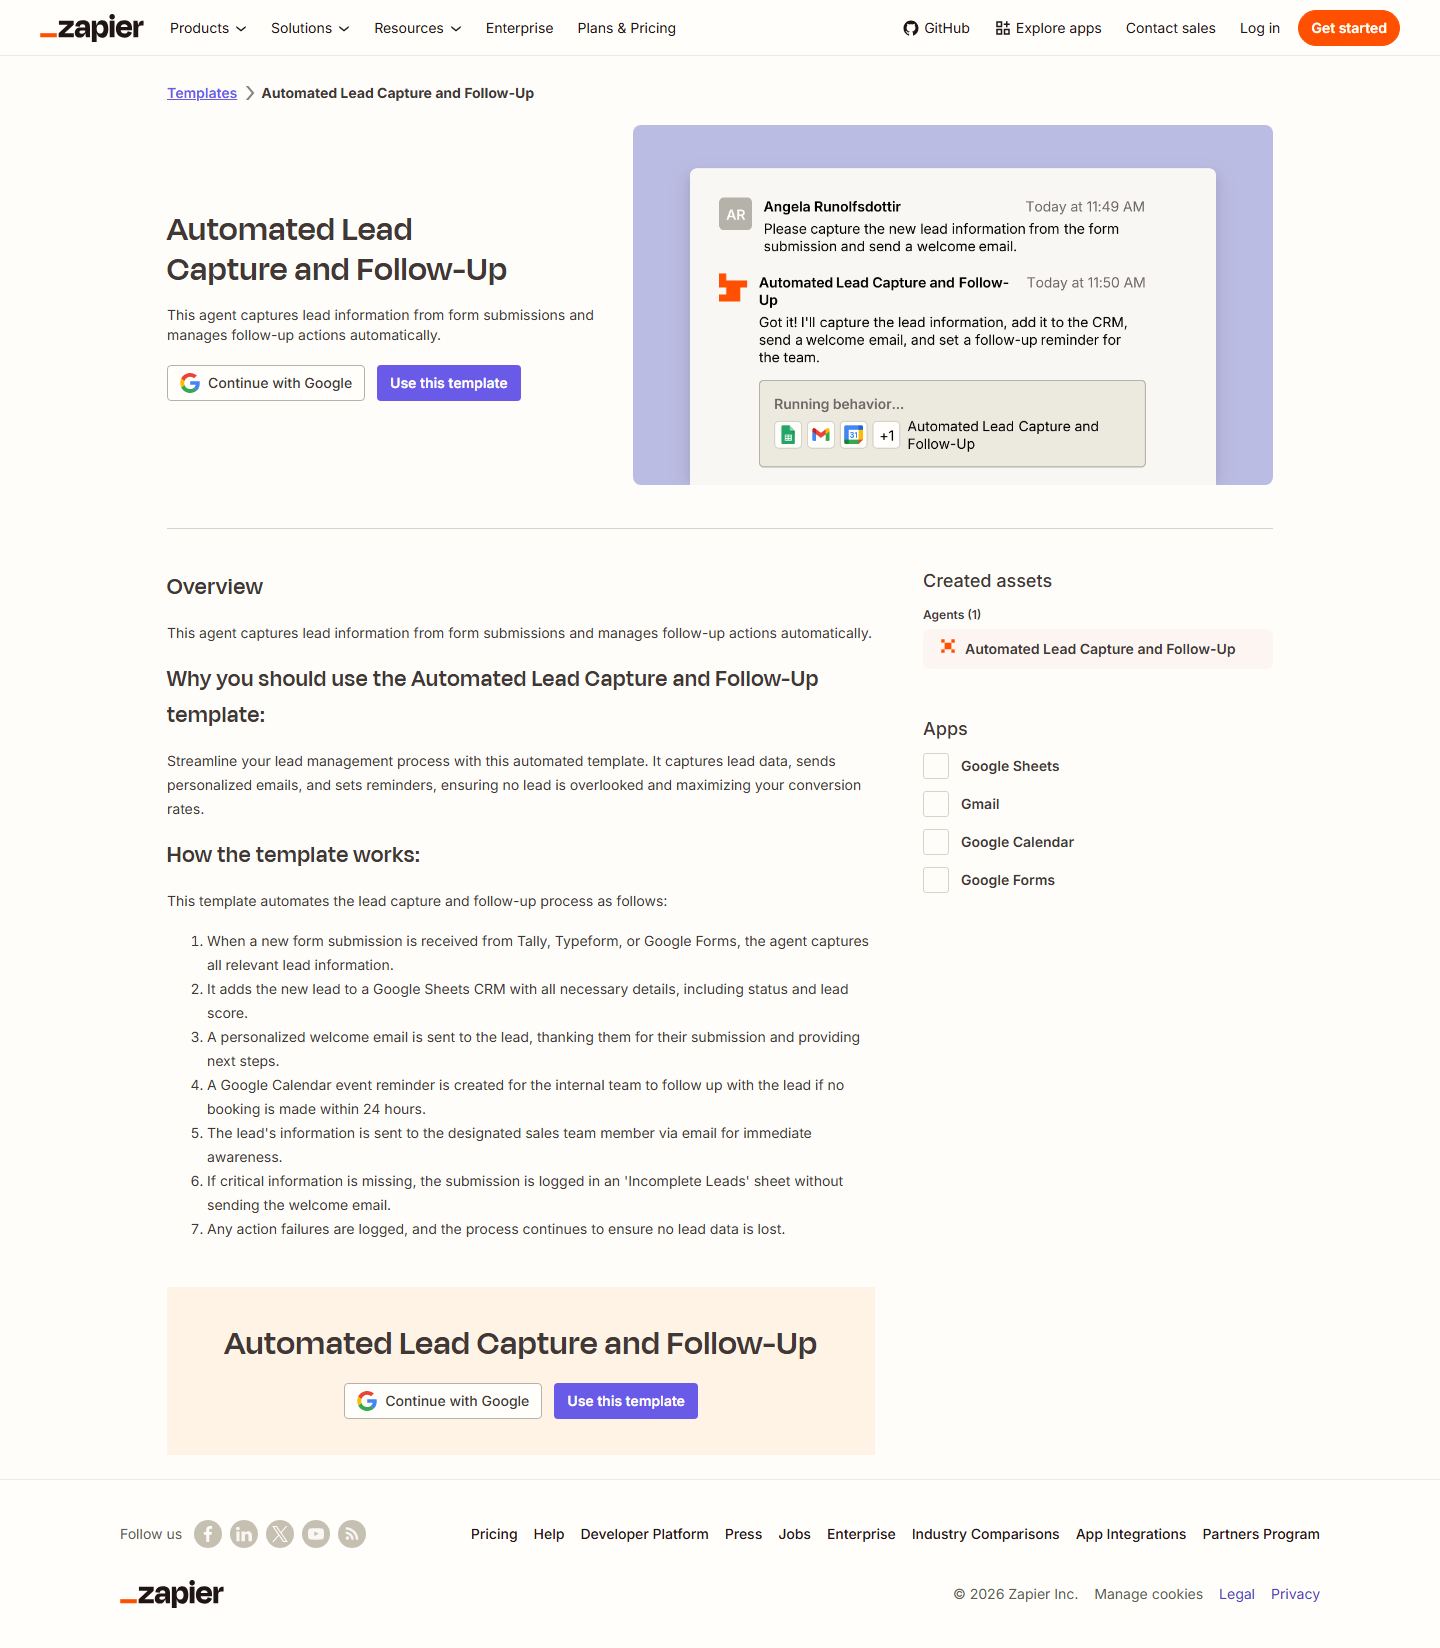 zapier
Products
Solutions
Resources
Enterprise
Plans & Pricing
GitHub
Explore apps
Contact sales
Log in
Get started
Templates
Automated Lead Capture and Follow-Up
Automated Lead
Capture and Follow-Up
This agent captures lead information from form submissions and
manages follow-up actions automatically.
Continue with Google
Use this template
AR
Angela Runolfsdottir
Today at 11:49 AM
Please capture the new lead information from the form
submission and send a welcome email.
Automated Lead Capture and Follow-
Up
Today at 11:50 AM
Got it! I'll capture the lead information, add it to the CRM,
send a welcome email, and set a follow-up reminder for
the team.
Running behavior...
31
+1
Automated Lead Capture and
Follow-Up
Overview
This agent captures lead information from form submissions and manages follow-up actions automatically.
Why you should use the Automated Lead Capture and Follow-Up
template:
Streamline your lead management process with this automated template. It captures lead data, sends
personalized emails, and sets reminders, ensuring no lead is overlooked and maximizing your conversion
rates.
How the template works:
This template automates the lead capture and follow-up process as follows:
1. When a new form submission is received from Tally, Typeform, or Google Forms, the agent captures
all relevant lead information.
2. It adds the new lead to a Google Sheets CRM with all necessary details, including status and lead
score.
3. A personalized welcome email is sent to the lead, thanking them for their submission and providing
next steps.
4. A Google Calendar event reminder is created for the internal team to follow up with the lead if no
booking is made within 24 hours.
5. The lead's information is sent to the designated sales team member via email for immediate
awareness.
6. If critical information is missing, the submission is logged in an 'Incomplete Leads' sheet without
sending the welcome email.
7. Any action failures are logged, and the process continues to ensure no lead data is lost.
Created assets
Agents (1)
Automated Lead Capture and Follow-Up
Apps
Google Sheets
Gmail
Google Calendar
Google Forms
Automated Lead Capture and Follow-Up
Continue with Google
Use this template
Follow us
Pricing
Help
Developer Platform
Press
Jobs
Enterprise
Industry Comparisons
App Integrations
Partners Program
zapier
© 2026 Zapier Inc.
Manage cookies
Legal
Privacy